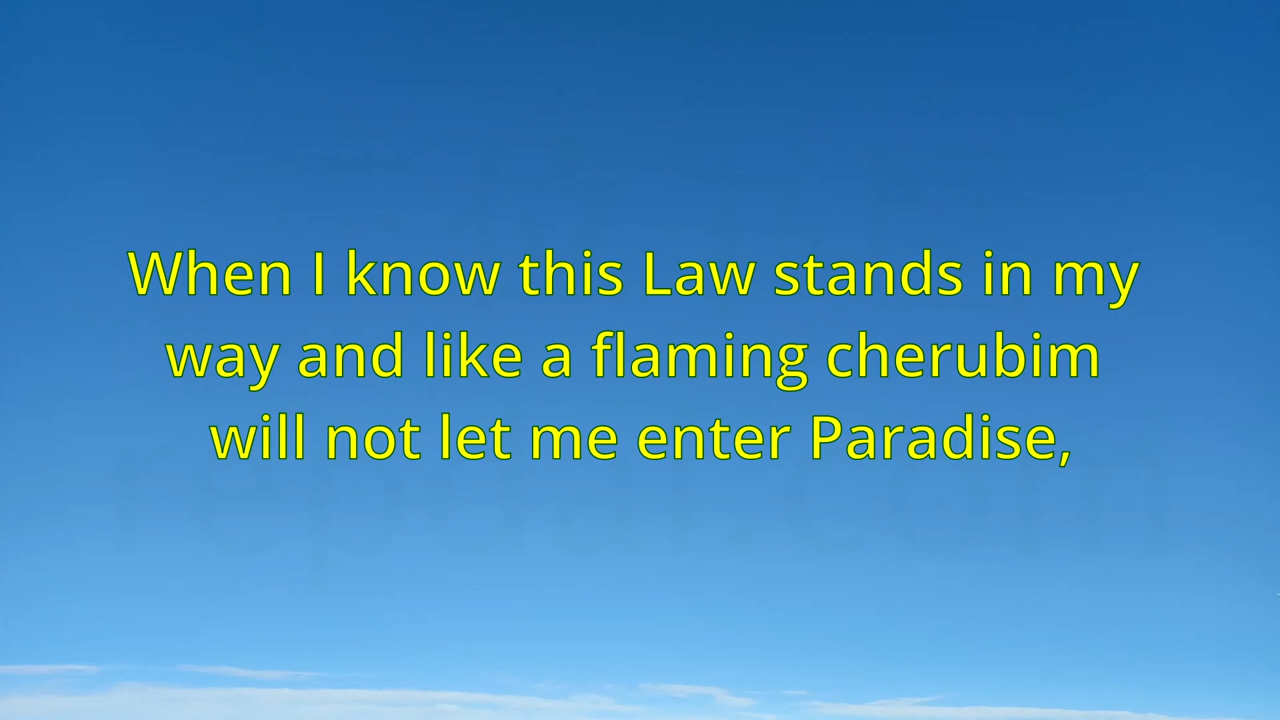 When I know this Law stands in my
way and like a flaming cherubim
will not let me enter Paradise,